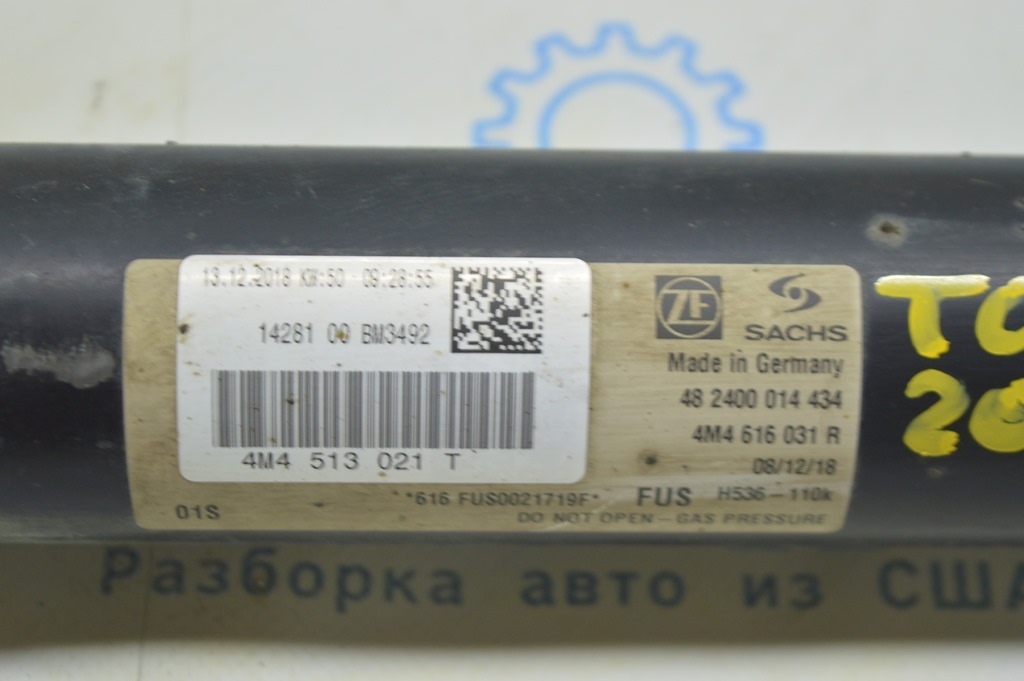 13.12.2018 KW:50 09:28:55
14281 00 BM3492
4M4 513 021 T
01S
ZF
SACHS
Made in Germany
48 2400 014 434
4M4 616 031 R
08/12/18
*616 FUS0021719F* FUS H536-110k
DO NOT OPEN - GAS PRESSURE
Разборка авто из США